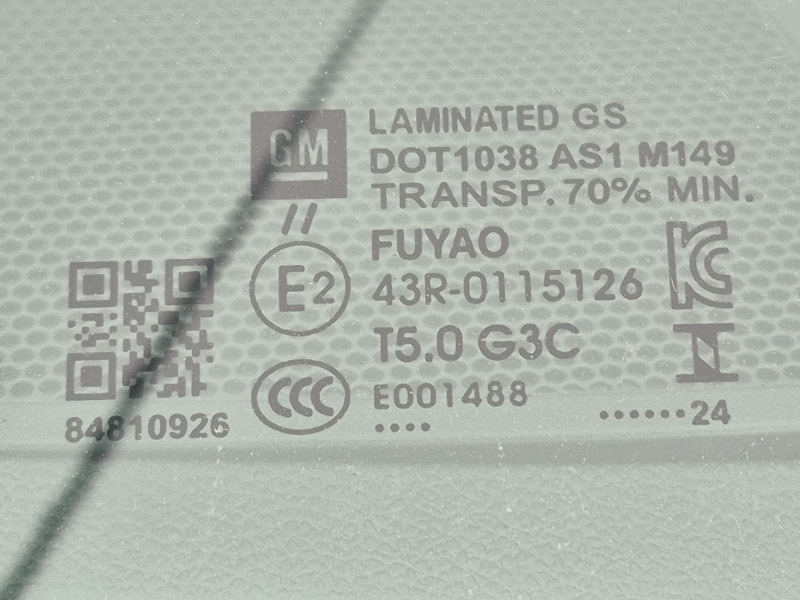 GM
LAMINATED GS
DOT1038 AS1 M149
TRANSP. 70% MIN.
//
FUYAO
E2
43R-0115126
KC
T5.0 G3C
CCC
E001488
••••
••••••24
84810926